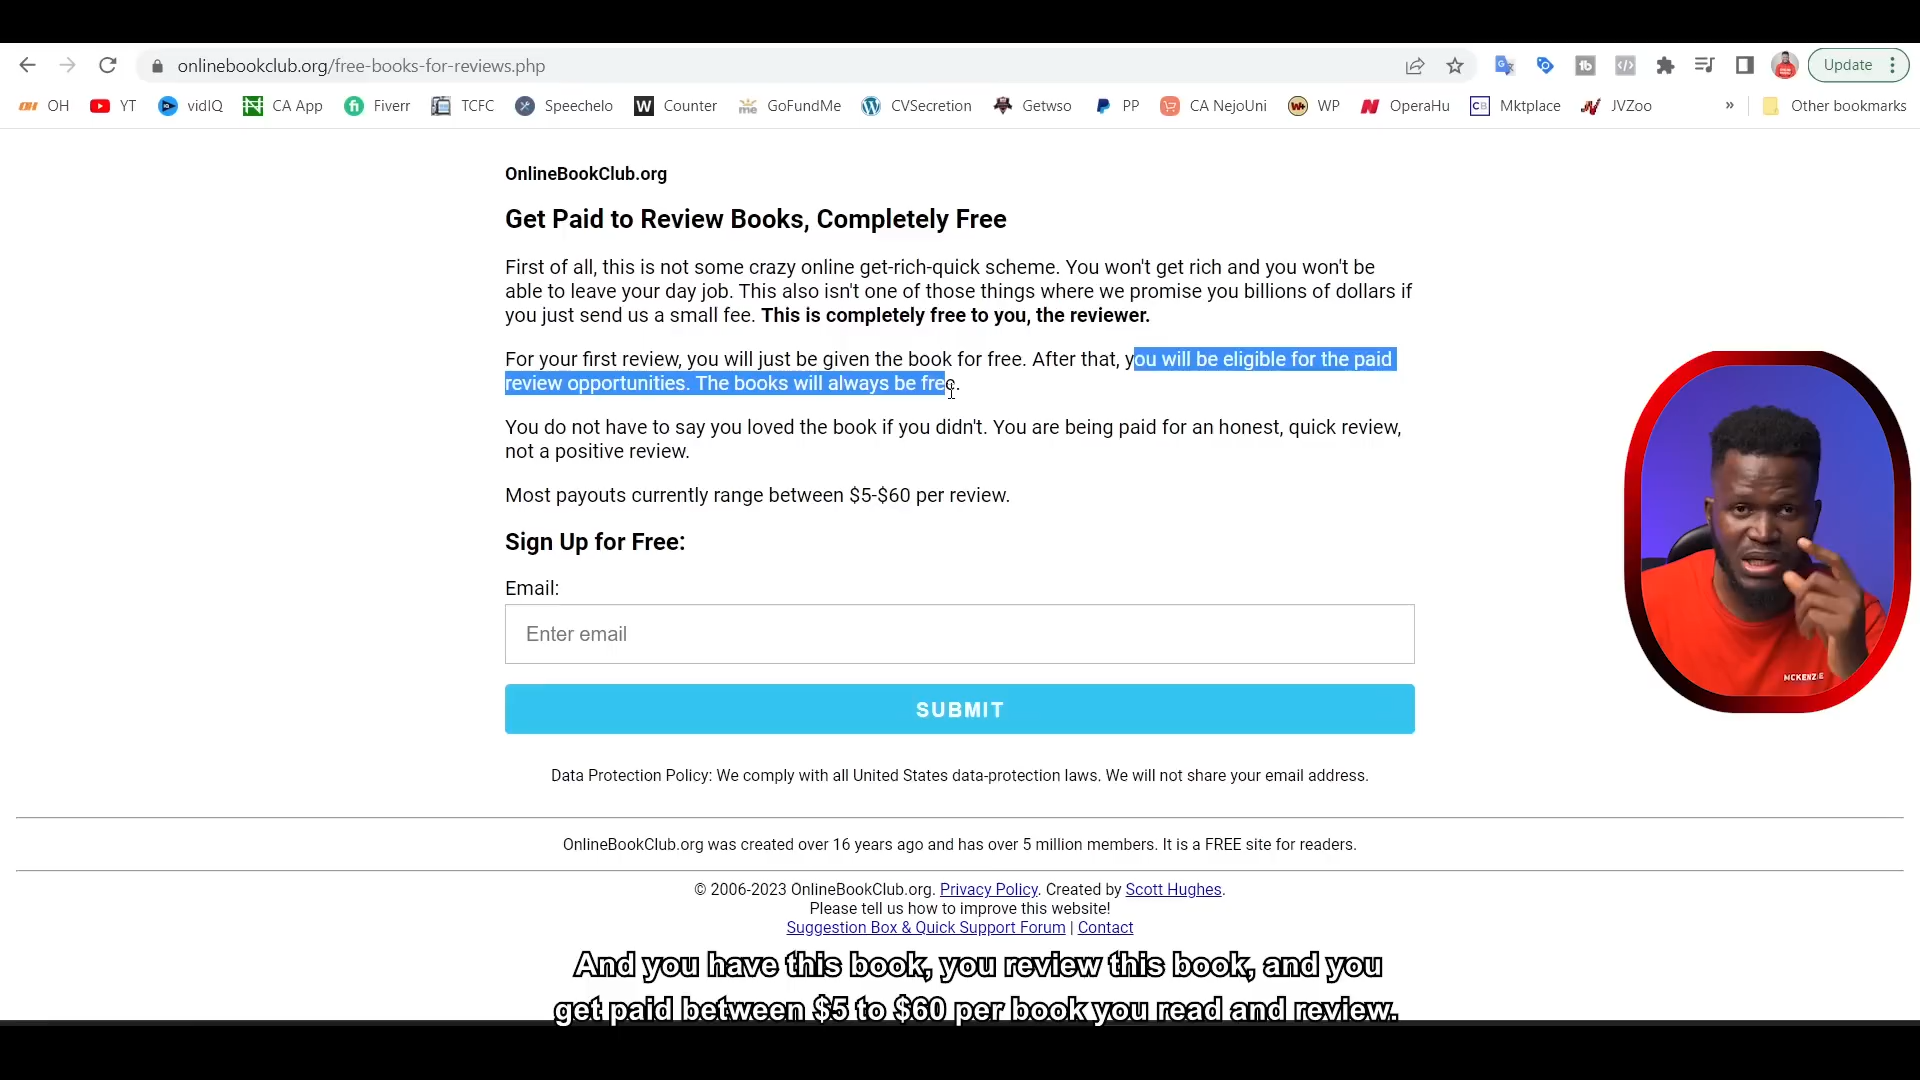 onlinebookclub.org/free-books-for-reviews.php
Update
OH YT vidIQ CA App Fiverr TCFC Speechelo Counter GoFundMe CVSecretion Getwso PP CA NejoUni WP OperaHu Mktplace JVZoo » Other bookmarks
OnlineBookClub.org
Get Paid to Review Books, Completely Free
First of all, this is not some crazy online get-rich-quick scheme. You won't get rich and you won't be
able to leave your day job. This also isn't one of those things where we promise you billions of dollars if
you just send us a small fee. This is completely free to you, the reviewer.
For your first review, you will just be given the book for free. After that, you will be eligible for the paid
review opportunities. The books will always be free.
You do not have to say you loved the book if you didn't. You are being paid for an honest, quick review,
not a positive review.
Most payouts currently range between $5-$60 per review.
Sign Up for Free:
Email:
Enter email
MCKENZIE
SUBMIT
Data Protection Policy: We comply with all United States data-protection laws. We will not share your email address.
OnlineBookClub.org was created over 16 years ago and has over 5 million members. It is a FREE site for readers.
© 2006-2023 OnlineBookClub.org. Privacy Policy. Created by Scott Hughes.
Please tell us how to improve this website!
Suggestion Box & Quick Support Forum | Contact
And you have this book, you review this book, and you
get paid between $5 to $60 per book you read and review.